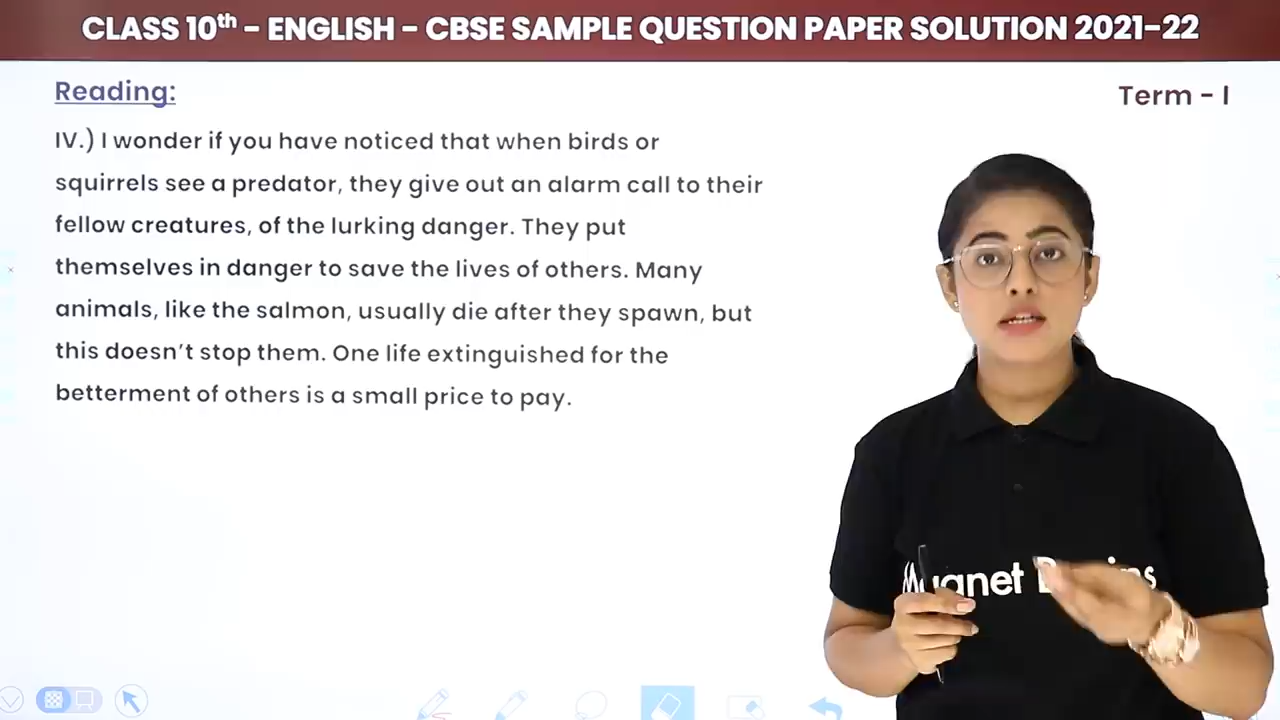 CLASS 10th – ENGLISH – CBSE SAMPLE QUESTION PAPER SOLUTION 2021–22
Reading:
Term – I
IV.) I wonder if you have noticed that when birds or
squirrels see a predator, they give out an alarm call to their
fellow creatures, of the lurking danger. They put
themselves in danger to save the lives of others. Many
animals, like the salmon, usually die after they spawn, but
this doesn’t stop them. One life extinguished for the
betterment of others is a small price to pay.